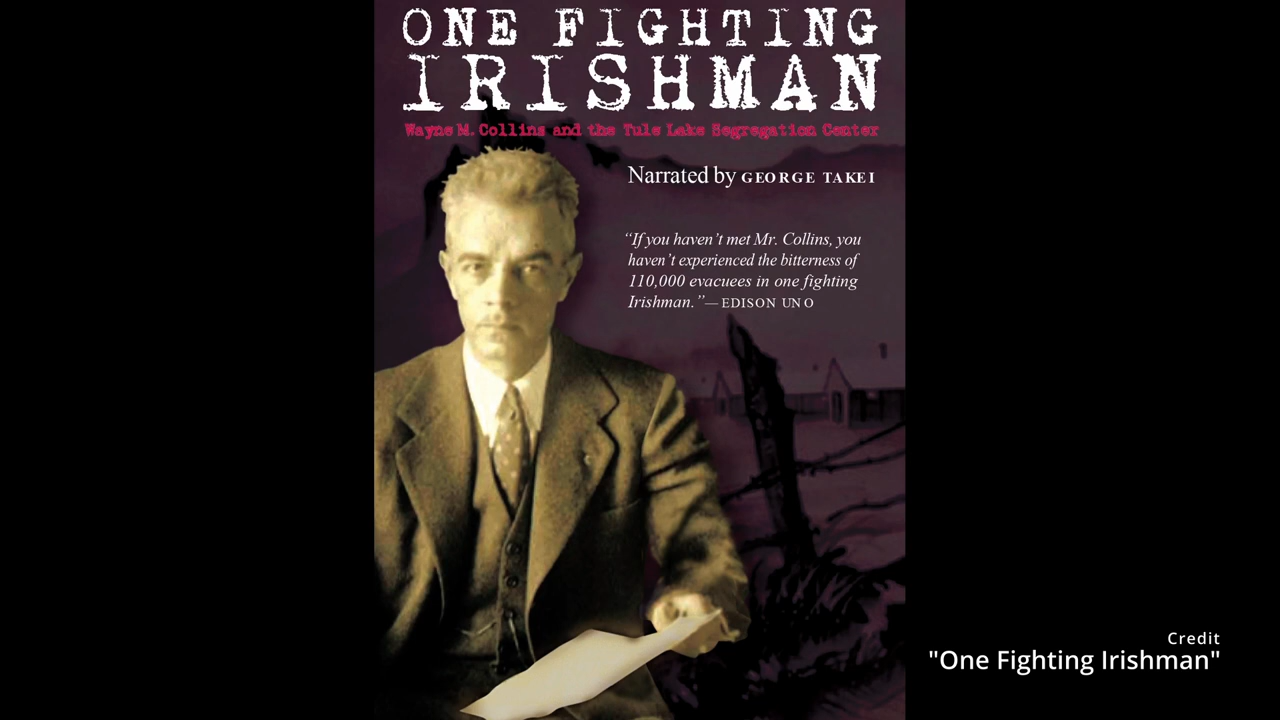 ONE FIGHTING
IRISHMAN
Wayne M. Collins and the Tule Lake Segregation Center
Narrated by GEORGE TAKEI
“If you haven’t met Mr. Collins, you
haven’t experienced the bitterness of
110,000 evacuees in one fighting
Irishman.”—EDISON UNO
Credit
"One Fighting Irishman"